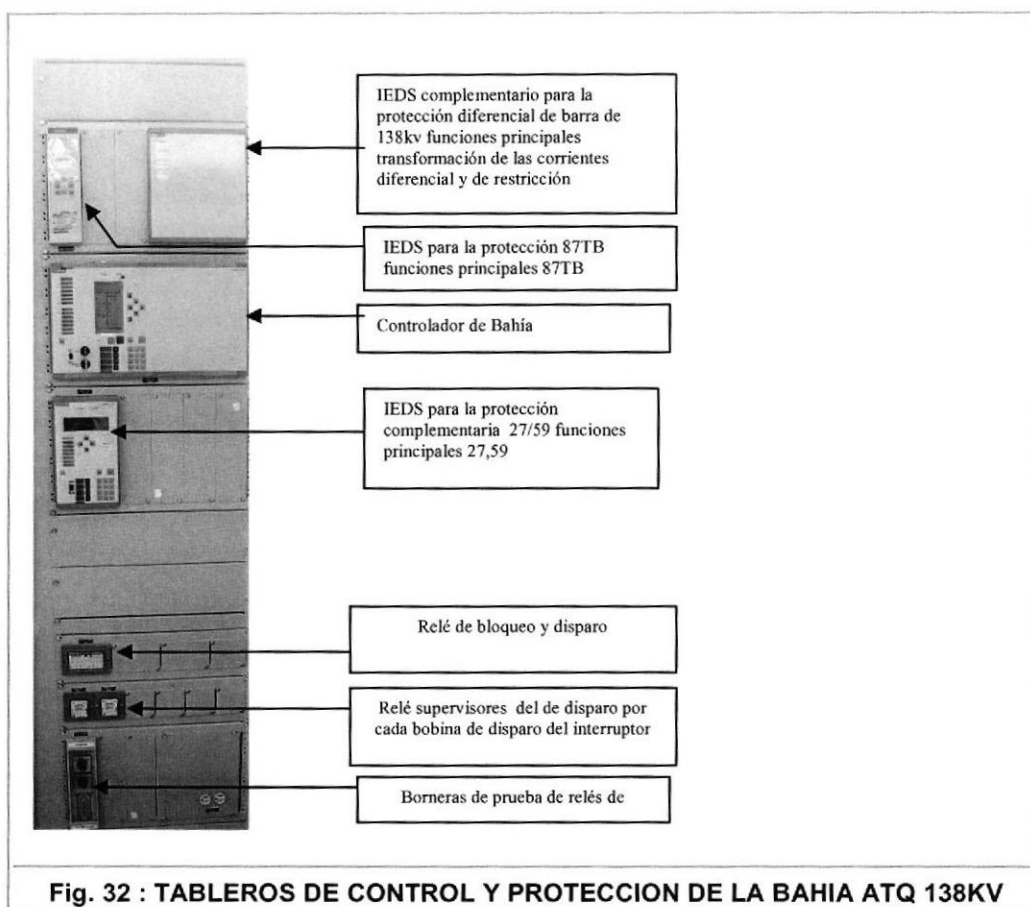 IEDS complementario para la
protección diferencial de barra de
138kv funciones principales
transformación de las corrientes
diferencial y de restricción
IEDS para la protección 87TB
funciones principales 87TB
Controlador de Bahía
IEDS para la protección
complementaria 27/59 funciones
principales 27,59
Relé de bloqueo y disparo
Relé supervisores del de disparo por
cada bobina de disparo del interruptor
Borneras de prueba de relés de
Fig. 32 : TABLEROS DE CONTROL Y PROTECCION DE LA BAHIA ATQ 138KV